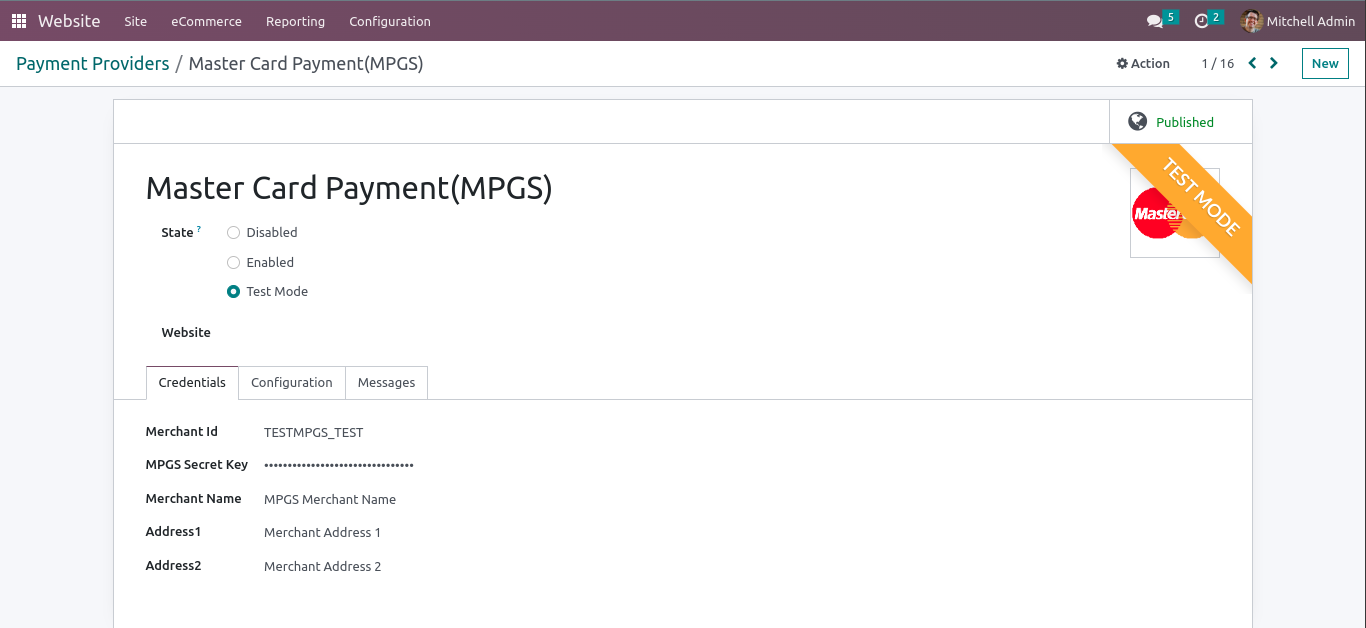 Website Site eCommerce Reporting Configuration 5 2 Mitchell Admin
Payment Providers / Master Card Payment(MPGS) Action 1 / 16 New
Published
TEST MODE
Master
Master Card Payment(MPGS)
State ? Disabled
Enabled
Test Mode
Website
Credentials Configuration Messages
Merchant Id TESTMPGS_TEST
MPGS Secret Key ••••••••••••••••••••••••••••••••
Merchant Name MPGS Merchant Name
Address1 Merchant Address 1
Address2 Merchant Address 2